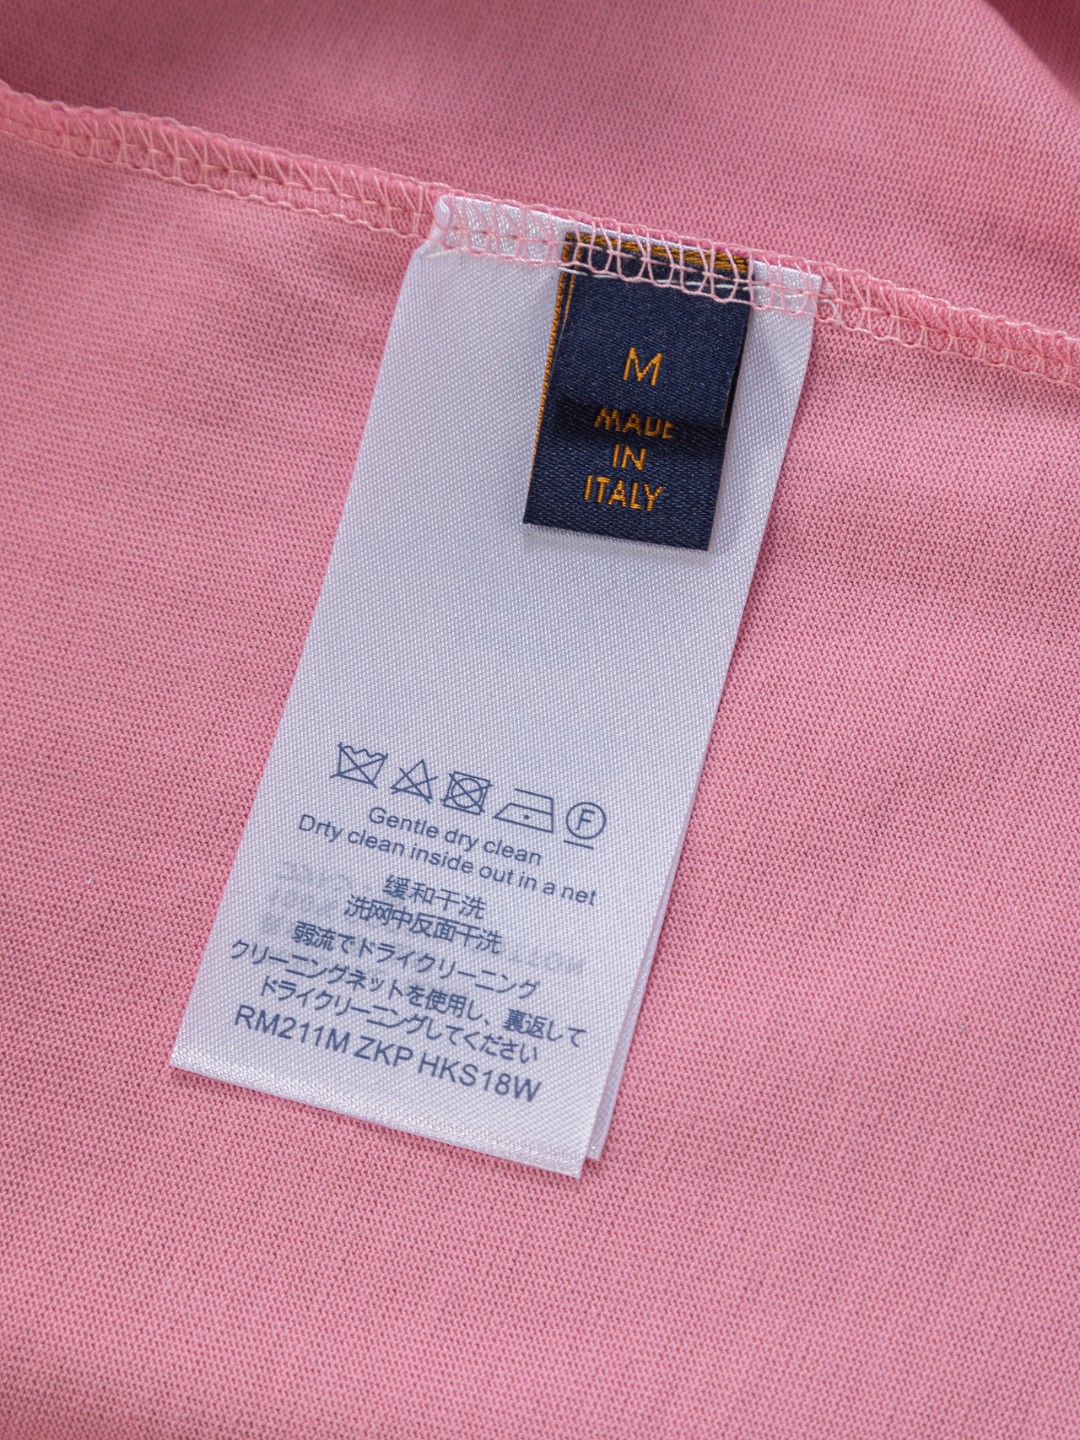 M
MADE
IN
ITALY
F
Gentle dry clean
Drty clean inside out in a net
缓和干洗
洗网中反面干洗
弱流でドライクリーニング
クリーニングネットを使用し、裏返して
ドライクリーニングしてください
RM211M ZKP HKS18W